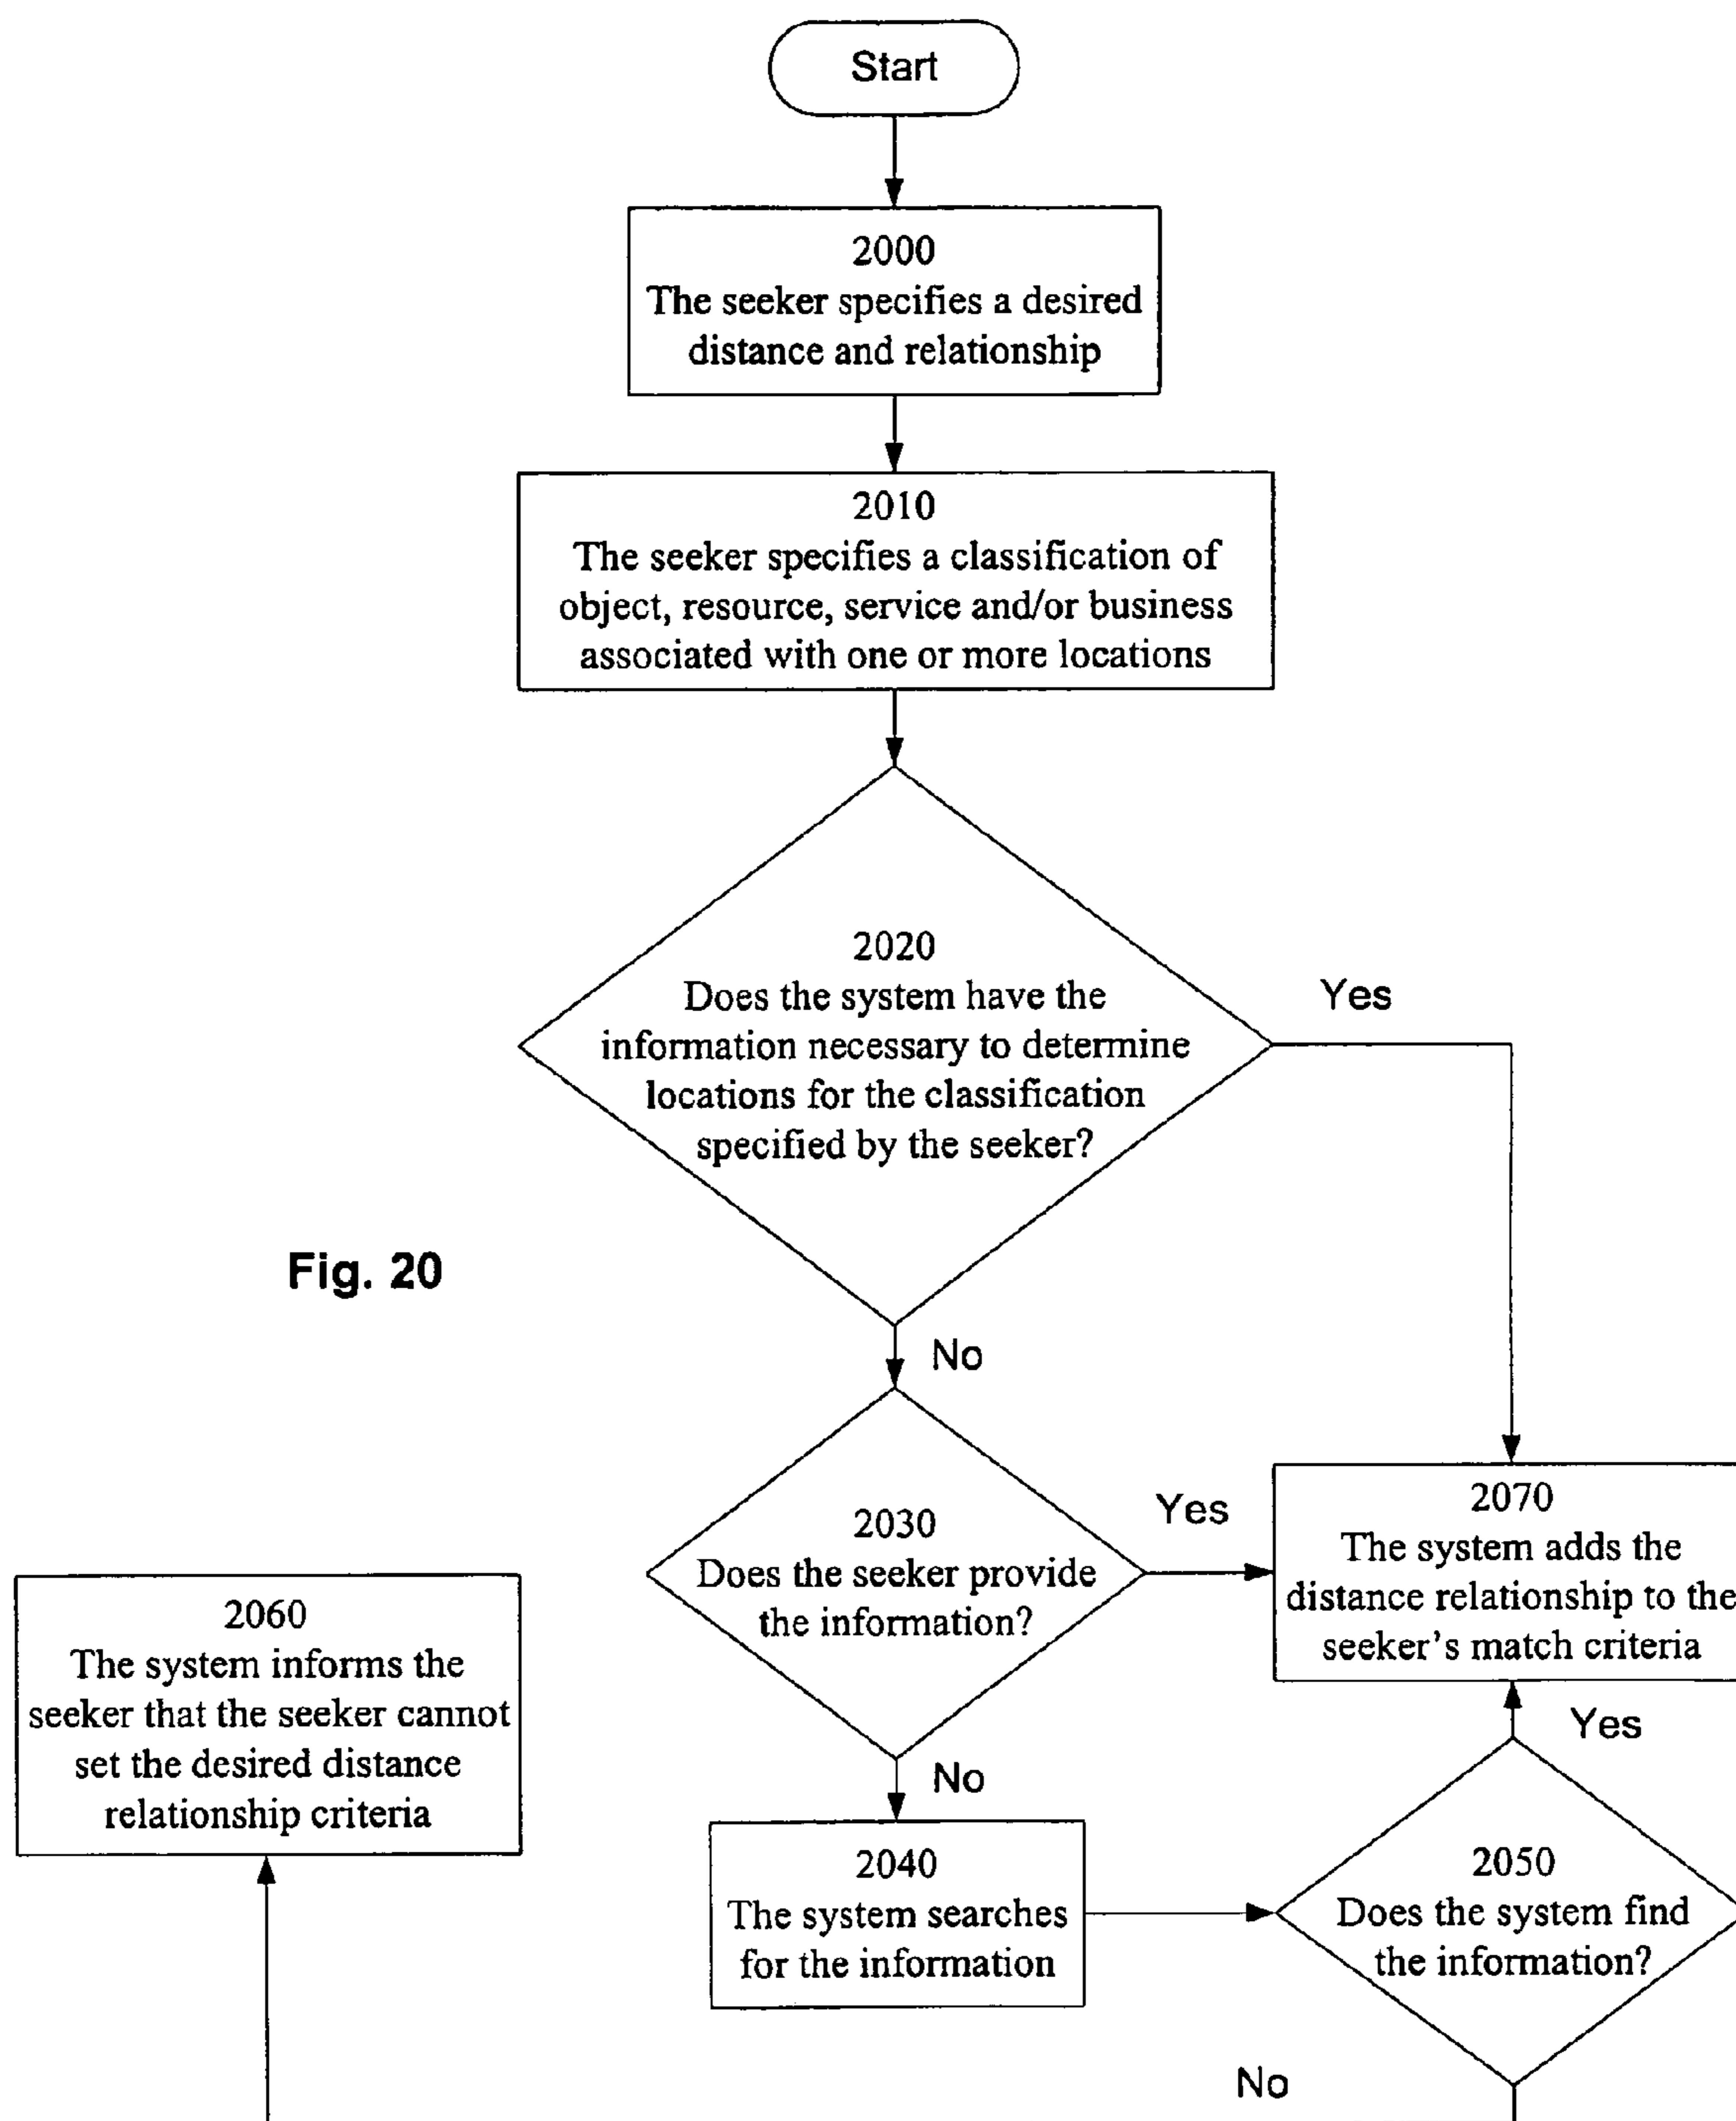 Start
2000
The seeker specifies a desired
distance and relationship
2010
The seeker specifies a classification of
object, resource, service and/or business
associated with one or more locations
2020
Does the system have the
information necessary to determine
locations for the classification
specified by the seeker?
Yes
Fig. 20
No
2030
Does the seeker provide
the information?
Yes
2070
The system adds the
distance relationship to the
seeker's match criteria
2060
The system informs the
seeker that the seeker cannot
set the desired distance
relationship criteria
No
2040
The system searches
for the information
Yes
2050
Does the system find
the information?
No